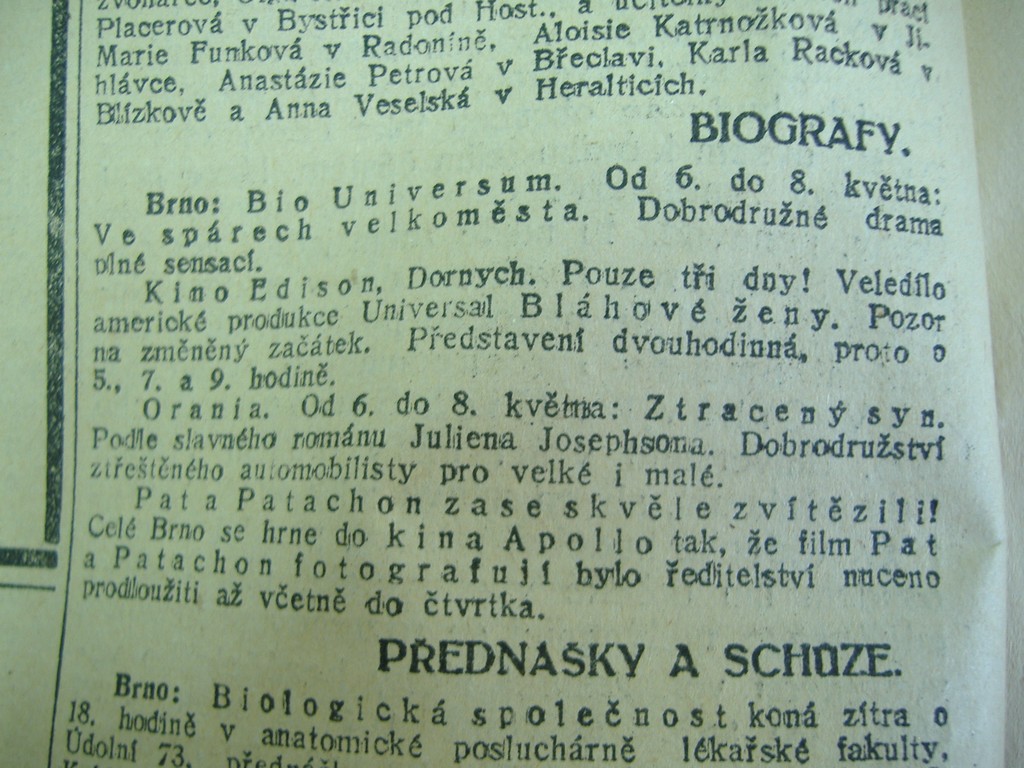 Placerová v Bystřici pod Host., a
Marie Funková v Radoníně, Aloisie Katrnožková v Ji-
hlávce, Anastázie Petrová v Břeclavi, Karla Racková v
Blízkově a Anna Veselská v Heralticích.
BIOGRAFY.
Brno: Bio Universum. Od 6. do 8. května:
Ve spárech velkoměsta. Dobrodružné drama
plné sensací.
Kino Edison, Dornych. Pouze tři dny! Veledílo
americké produkce Universal Bláhové ženy. Pozor
na změněný začátek. Představení dvouhodinná, proto o
5., 7. a 9. hodině.
Orania. Od 6. do 8. května: Ztracený syn.
Podle slavného románu Juliena Josephsona. Dobrodružství
ztřeštěného automobilisty pro velké i malé.
Pat a Patachon zase skvěle zvítězili!
Celé Brno se hrne do kina Apollo tak, že film Pat
a Patachon fotografují bylo ředitelství nuceno
prodloužiti až včetně do čtvrtka.
PŘEDNÁŠKY A SCHŮZE.
Brno: Biologická společnost koná zítra o
18. hodině v anatomické posluchárně lékařské fakulty,
Údolní 73,